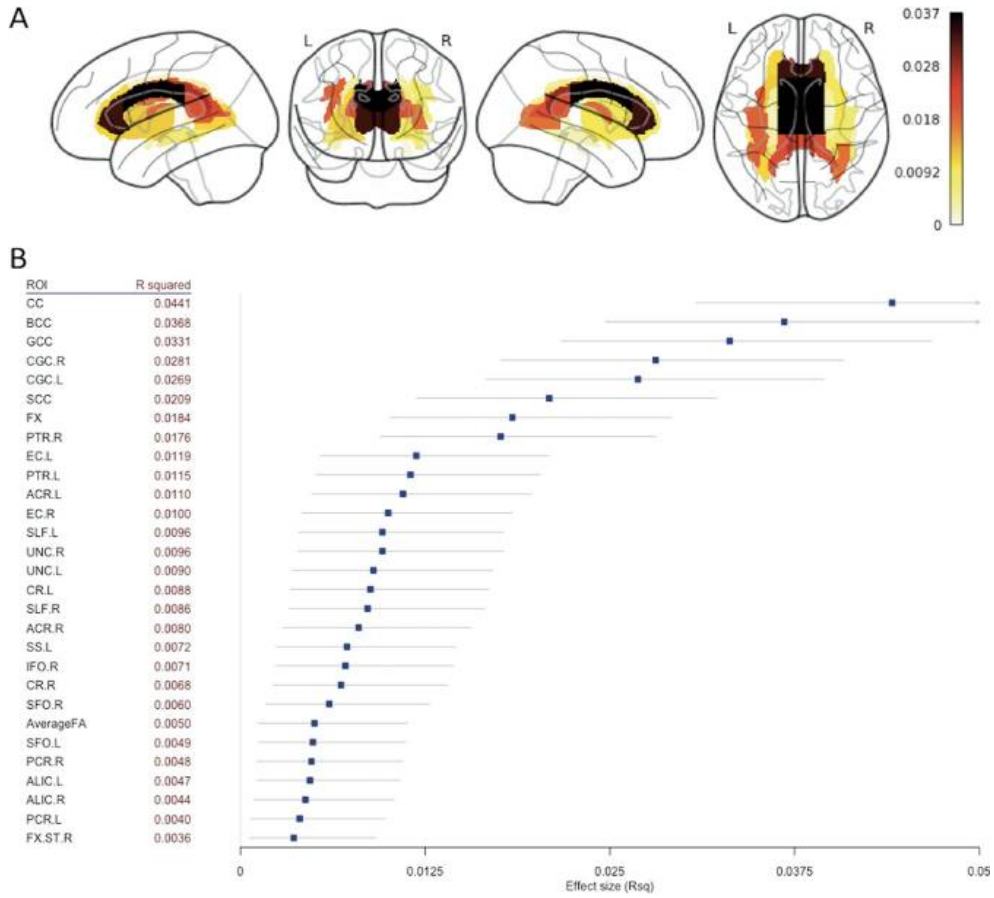 A
L R
L R
0.037
0.028
0.018
0.0092
0
B
ROI R squared
CC 0.0441
BCC 0.0368
GCC 0.0331
CGC.R 0.0281
CGC.L 0.0269
SCC 0.0209
FX 0.0184
PTR.R 0.0176
EC.L 0.0119
PTR.L 0.0115
ACR.L 0.0110
EC.R 0.0100
SLF.L 0.0096
UNC.R 0.0096
UNC.L 0.0090
CR.L 0.0088
SLF.R 0.0086
ACR.R 0.0080
SS.L 0.0072
IFO.R 0.0071
CR.R 0.0068
SFO.R 0.0060
AverageFA 0.0050
SFO.L 0.0049
PCR.R 0.0048
ALIC.L 0.0047
ALIC.R 0.0044
PCR.L 0.0040
FX.ST.R 0.0036
0 0.0125 0.025 0.0375 0.05
Effect size (Rsq)